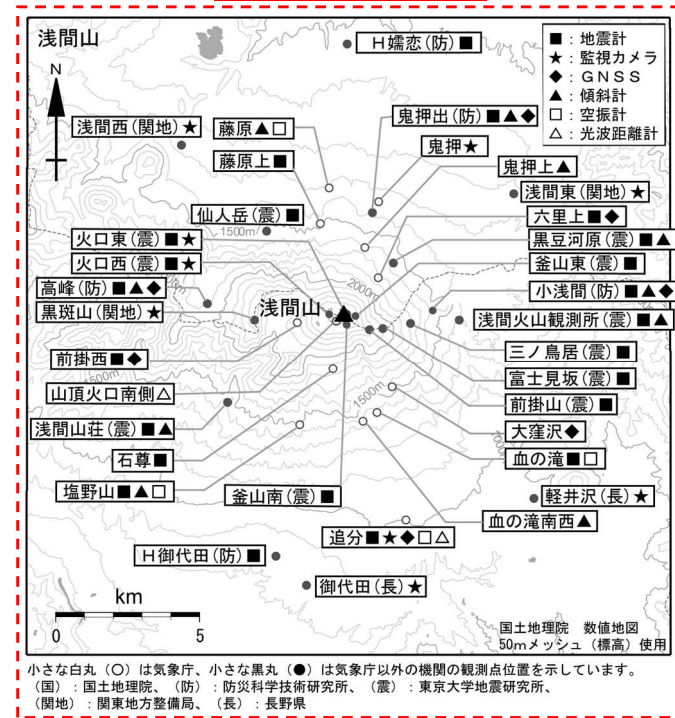 浅間山
N
■：地震計
★：監視カメラ
◆：ＧＮＳＳ
▲：傾斜計
□：空振計
△：光波距離計
Ｈ嬬恋(防)■
浅間西(関地)★
藤原▲□
鬼押出(防)■▲◆
鬼押★
藤原上■
鬼押上▲
浅間東(関地)★
仙人岳(震)■
六里上■◆
1500m
火口東(震)■★
黒豆河原(震)■▲
火口西(震)■★
釜山東(震)■
2000m
高峰(防)■▲◆
小浅間(防)■▲◆
浅間山
黒斑山(関地)★
浅間火山観測所(震)■▲
前掛西■◆
三ノ鳥居(震)■
1500m
富士見坂(震)■
山頂火口南側△
1500m
前掛山(震)■
浅間山荘(震)■▲
大窪沢◆
石尊■
血の滝■□
塩野山■▲□
釜山南(震)■
軽井沢(長)★
血の滝南西▲
追分■★◆□△
Ｈ御代田(防)■
御代田(長)★
km
0 5
国土地理院　数値地図
50mメッシュ（標高）使用
小さな白丸（○）は気象庁、小さな黒丸（●）は気象庁以外の機関の観測点位置を示しています。
（国）：国土地理院、（防）：防災科学技術研究所、（震）：東京大学地震研究所、
（関地）：関東地方整備局、（長）：長野県